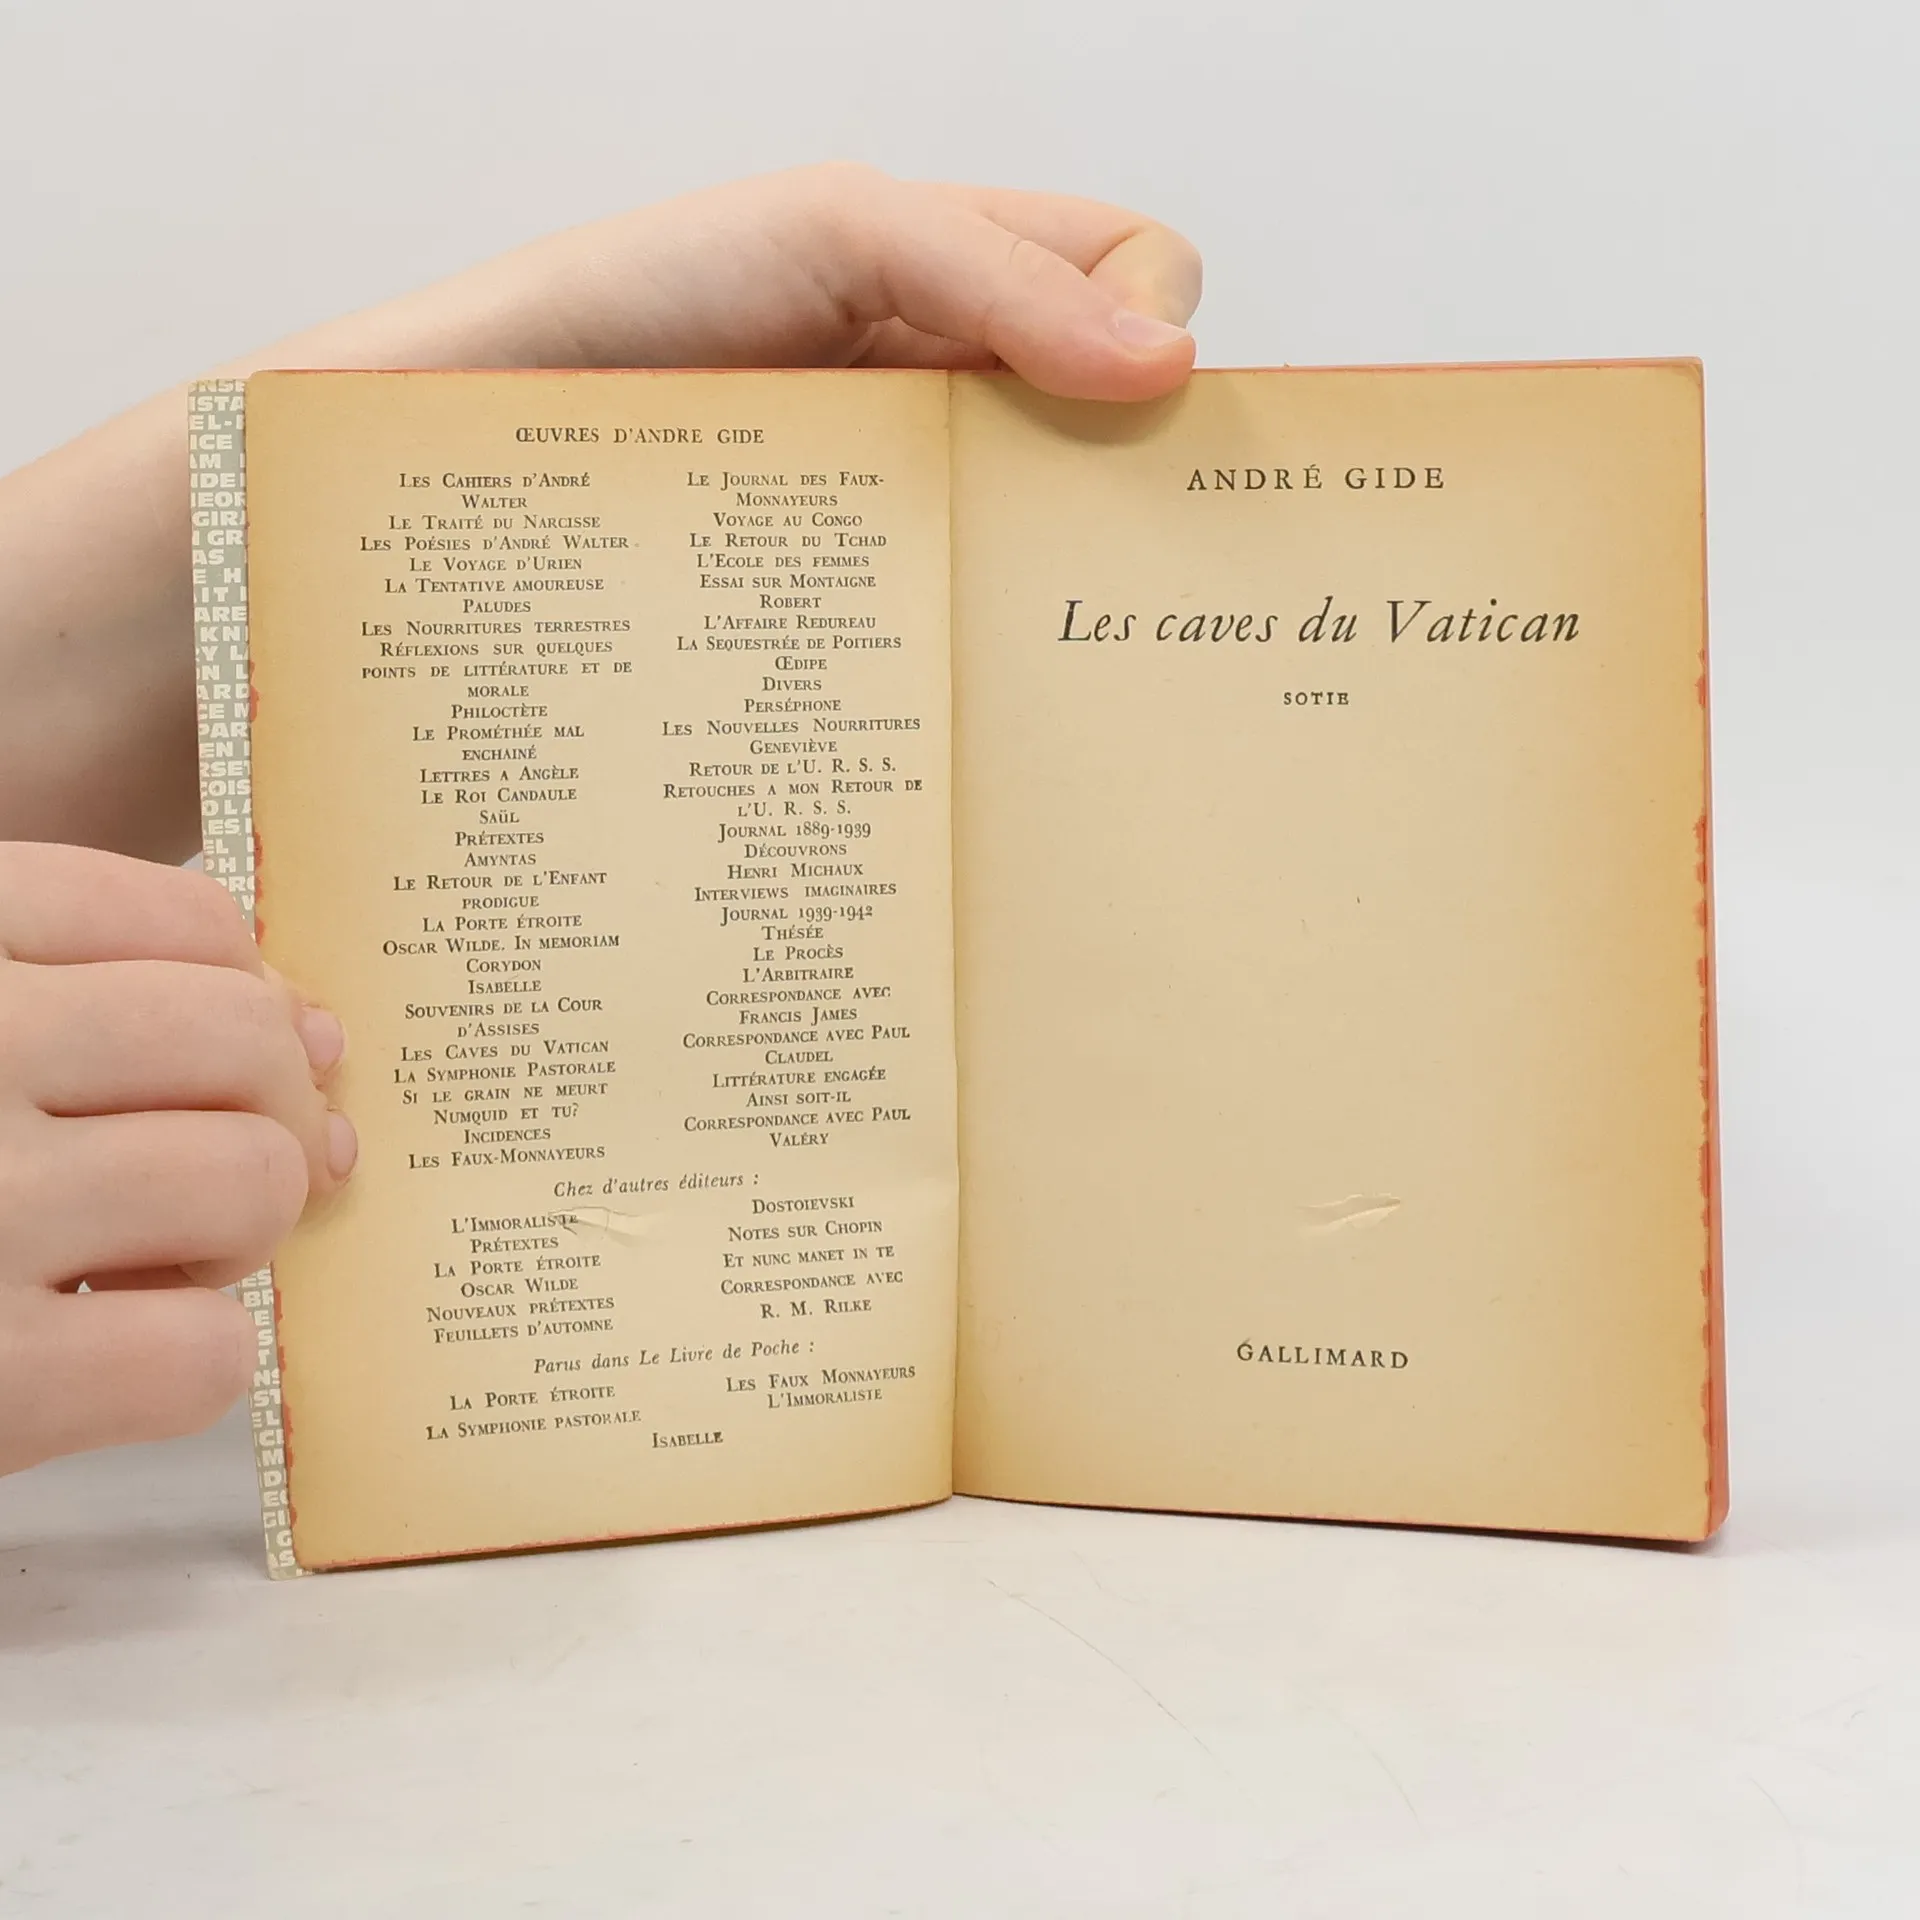 ŒUVRES D'ANDRE GIDE
LES CAHIERS D'ANDRÉ
WALTER
LE TRAITÉ DU NARCISSE
LES POÉSIES D'ANDRÉ WALTER
LE VOYAGE D'URIEN
LA TENTATIVE AMOUREUSE
PALUDES
LES NOURRITURES TERRESTRES
RÉFLEXIONS SUR QUELQUES
POINTS DE LITTÉRATURE ET DE
MORALE
PHILOCTÈTE
LE PROMÉTHÉE MAL
ENCHAINÉ
LETTRES A ANGÈLE
LE ROI CANDAULE
SAÜL
PRÉTEXTES
AMYNTAS
LE RETOUR DE L'ENFANT
PRODIGUE
LA PORTE ÉTROITE
OSCAR WILDE. IN MEMORIAM
CORYDON
ISABELLE
SOUVENIRS DE LA COUR
D'ASSISES
LES CAVES DU VATICAN
LA SYMPHONIE PASTORALE
SI LE GRAIN NE MEURT
NUMQUID ET TU?
INCIDENCES
LES FAUX-MONNAYEURS
LE JOURNAL DES FAUX-
MONNAYEURS
VOYAGE AU CONGO
LE RETOUR DU TCHAD
L'ECOLE DES FEMMES
ESSAI SUR MONTAIGNE
ROBERT
L'AFFAIRE REDUREAU
LA SEQUESTRÉE DE POITIERS
ŒDIPE
DIVERS
PERSÉPHONE
LES NOUVELLES NOURRITURES
GENEVIÈVE
RETOUR DE L'U. R. S. S.
RETOUCHES A MON RETOUR DE
L'U. R. S. S.
JOURNAL 1889-1939
DÉCOUVRONS
HENRI MICHAUX
INTERVIEWS IMAGINAIRES
JOURNAL 1939-1942
THÉSÉE
LE PROCÈS
L'ARBITRAIRE
CORRESPONDANCE AVEC
FRANCIS JAMES
CORRESPONDANCE AVEC PAUL
CLAUDEL
LITTÉRATURE ENGAGÉE
AINSI SOIT-IL
CORRESPONDANCE AVEC PAUL
VALÉRY
Chez d'autres éditeurs :
L'IMMORALISTE
PRÉTEXTES
LA PORTE ÉTROITE
OSCAR WILDE
NOUVEAUX PRÉTEXTES
FEUILLETS D'AUTOMNE
DOSTOIEVSKI
NOTES SUR CHOPIN
ET NUNC MANET IN TE
CORRESPONDANCE AVEC
R. M. RILKE
Parus dans Le Livre de Poche :
LA PORTE ÉTROITE
LA SYMPHONIE PASTORALE
LES FAUX MONNAYEURS
L'IMMORALISTE
ISABELLE
ANDRÉ GIDE
Les caves du Vatican
SOTIE
GALLIMARD